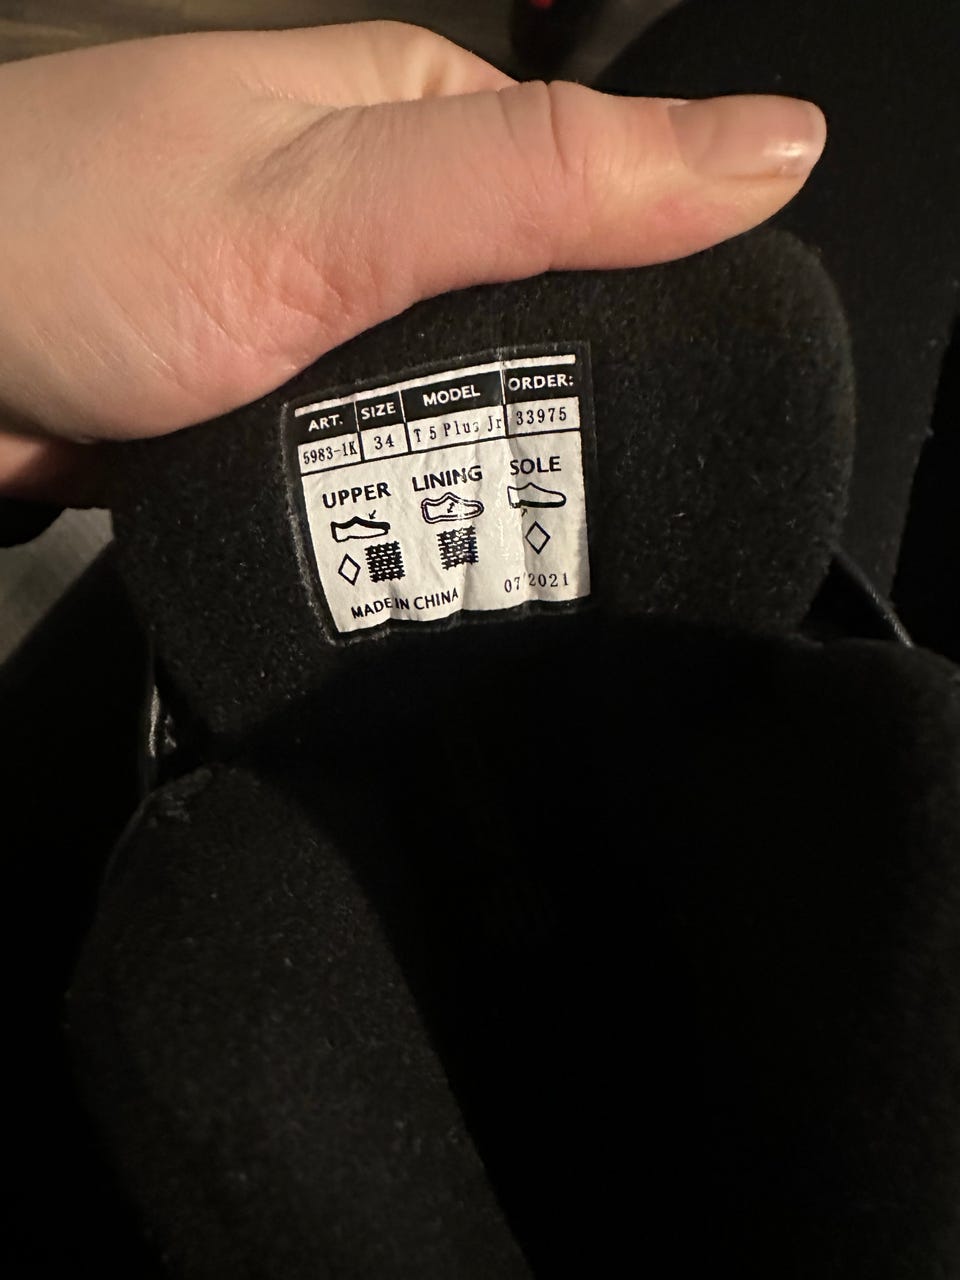 ART. SIZE MODEL ORDER:
5983-1K 34 T 5 Plus Jr 33975
UPPER LINING SOLE
MADE IN CHINA 07/2021